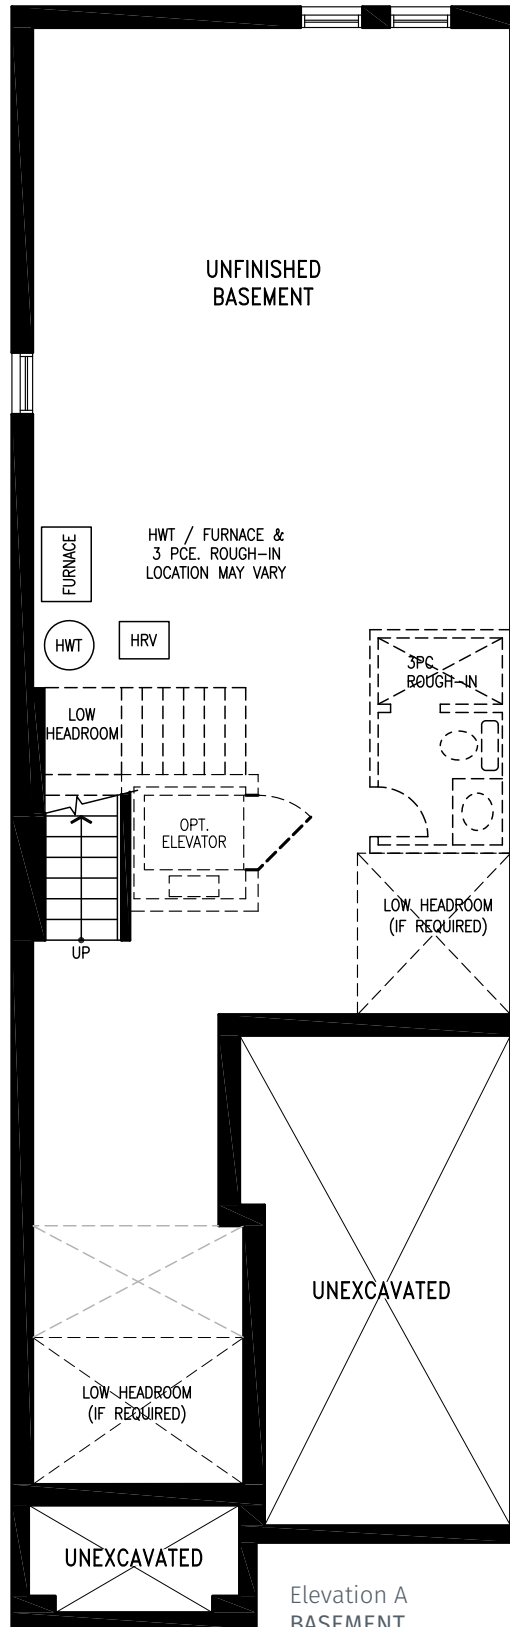 UNFINISHED
BASEMENT
HWT / FURNACE &
3 PCE. ROUGH-IN
LOCATION MAY VARY
FURNACE
HWT
HRV
3PC
ROUGH-IN
LOW
HEADROOM
OPT.
ELEVATOR
LOW HEADROOM
(IF REQUIRED)
UP
UNEXCAVATED
LOW HEADROOM
(IF REQUIRED)
UNEXCAVATED
Elevation A
BASEMENT